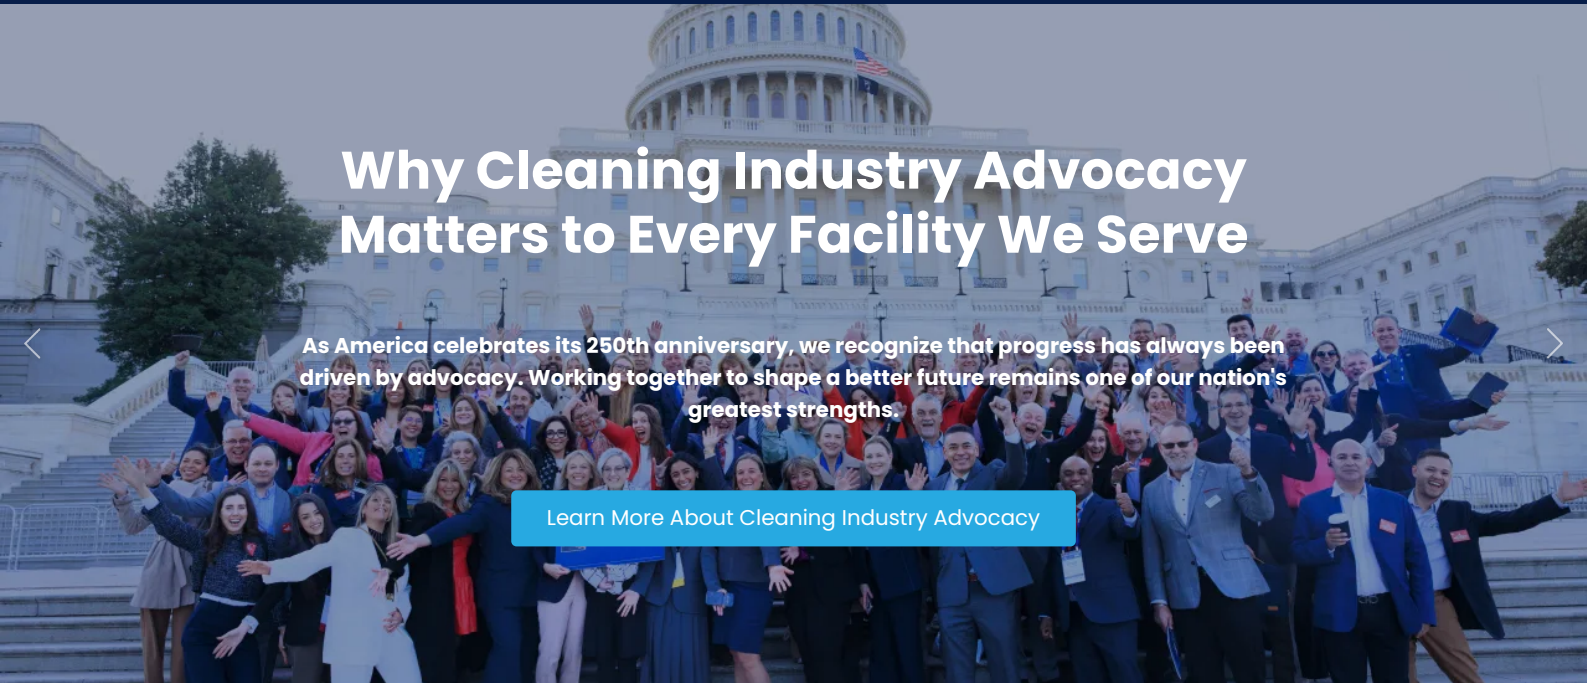 Why Cleaning Industry Advocacy
Matters to Every Facility We Serve
As America celebrates its 250th anniversary, we recognize that progress has always been
driven by advocacy. Working together to shape a better future remains one of our nation's
greatest strengths.
Learn More About Cleaning Industry Advocacy